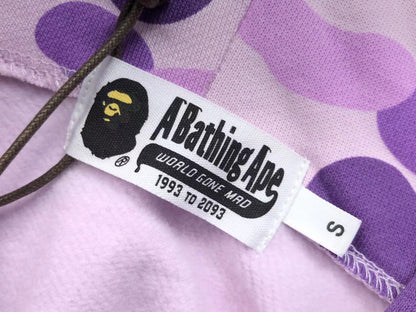 A Bathing Ape
WORLD GONE MAD
1993 TO 2093
S